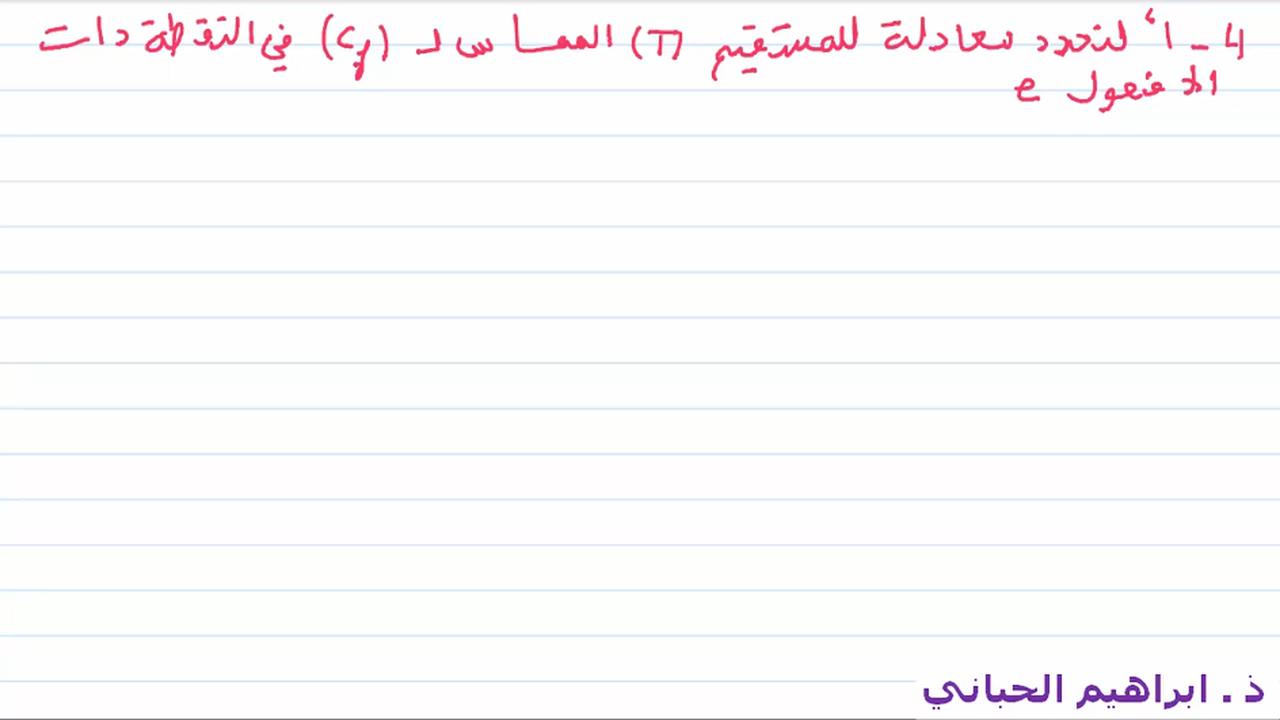 4 - أ، لنحدد معادلة للمستقيم (T) المماس لـ (Cf) في النقطة ذات
الأفصول e
ذ . ابراهيم الحباني